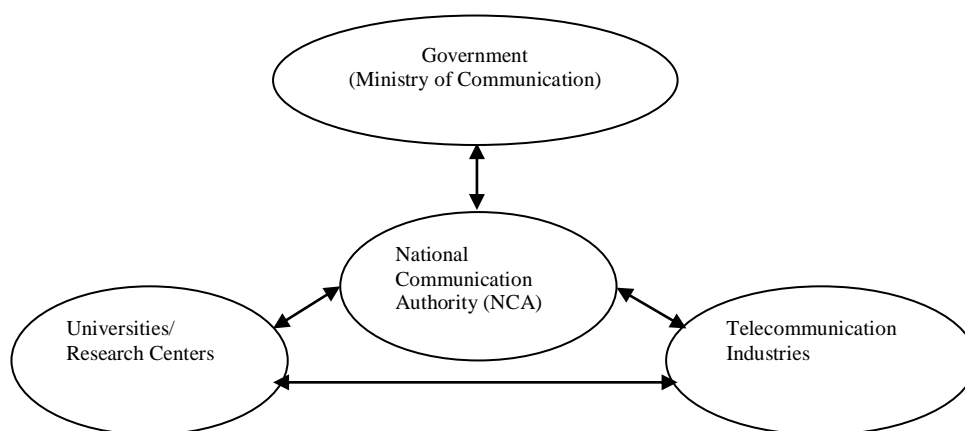 Government
(Ministry of Communication)
National
Communication
Authority (NCA)
Universities/
Research Centers
Telecommunication
Industries